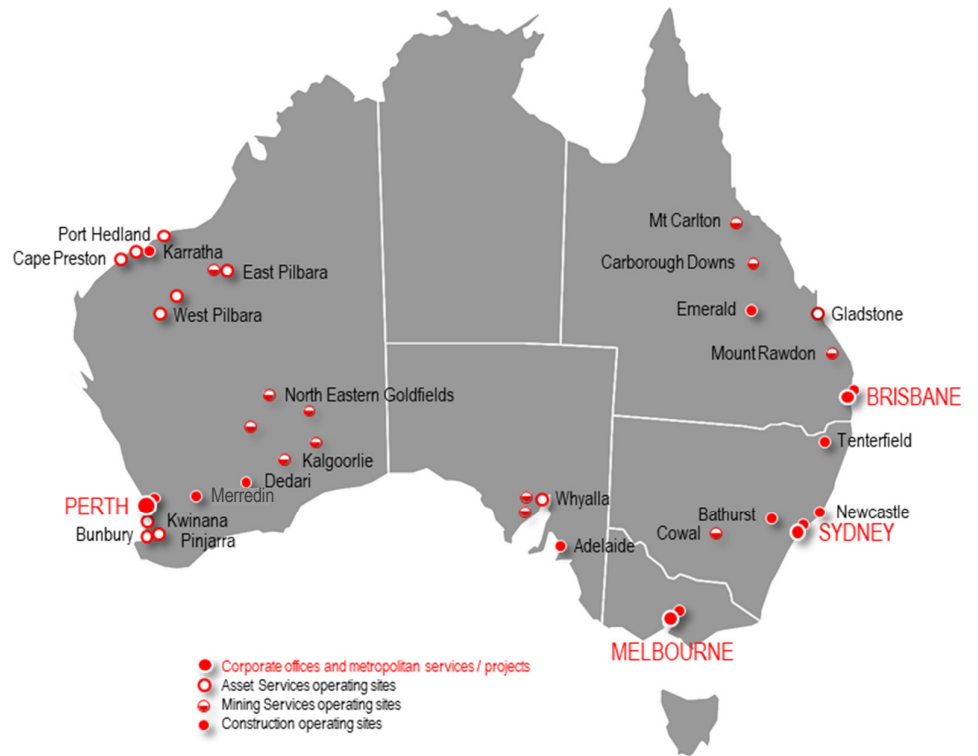 Mt Carlton
Port Hedland
Karratha
Cape Preston
Carborough Downs
East Pilbara
Emerald
Gladstone
West Pilbara
Mount Rawdon
North Eastern Goldfields
BRISBANE
Tenterfield
Kalgoorlie
Dedari
Merredin
PERTH
Whyalla
Newcastle
Bathurst
Kwinana
SYDNEY
Bunbury
Pinjarra
Cowal
Adelaide
MELBOURNE
Corporate offices and metropolitan services / projects
Asset Services operating sites
Mining Services operating sites
Construction operating sites